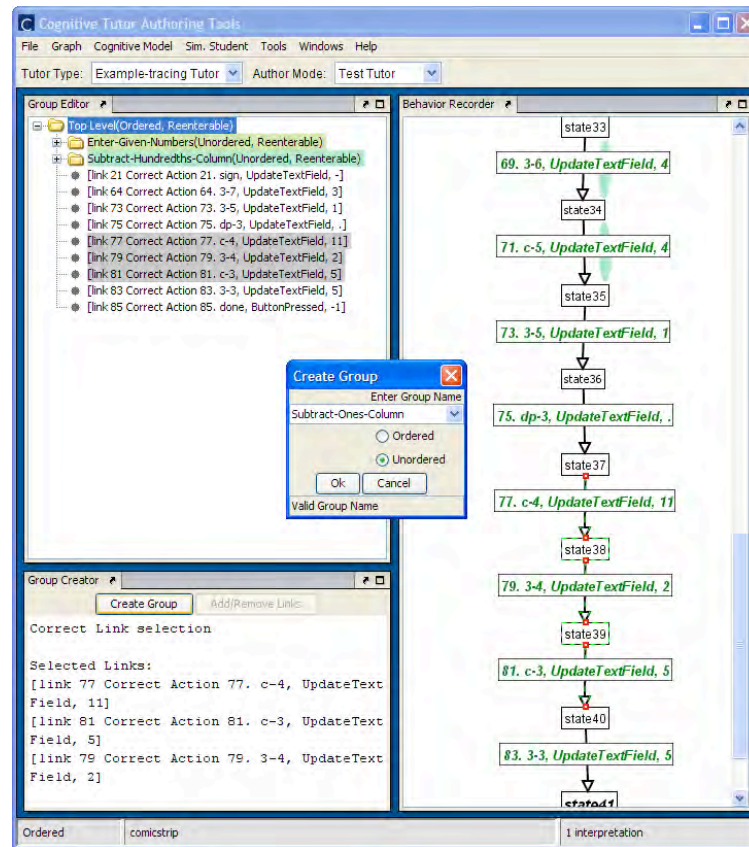 Cognitive Tutor Authoring Tools
File Graph Cognitive Model Sim. Student Tools Windows Help
Tutor Type: Example-tracing Tutor Author Mode: Test Tutor
Group Editor
Top Level(Ordered, Reenterable)
Enter-Given-Numbers(Unordered, Reenterable)
Subtract-Hundredths-Column(Unordered, Reenterable)
[link 21 Correct Action 21. sign, UpdateTextField, -]
[link 64 Correct Action 64. 3-7, UpdateTextField, 3]
[link 73 Correct Action 73. 3-5, UpdateTextField, 1]
[link 75 Correct Action 75. dp-3, UpdateTextField, .]
[link 77 Correct Action 77. c-4, UpdateTextField, 11]
[link 79 Correct Action 79. 3-4, UpdateTextField, 2]
[link 81 Correct Action 81. c-3, UpdateTextField, 5]
[link 83 Correct Action 83. 3-3, UpdateTextField, 5]
[link 85 Correct Action 85. done, ButtonPressed, -1]
Create Group
Enter Group Name
Subtract-Ones-Column
Ordered
Unordered
Ok Cancel
Valid Group Name
Group Creator
Create Group Add/Remove Links
Correct Link selection
Selected Links:
[link 77 Correct Action 77. c-4, UpdateText
Field, 11]
[link 81 Correct Action 81. c-3, UpdateText
Field, 5]
[link 79 Correct Action 79. 3-4, UpdateText
Field, 2]
Behavior Recorder
state33
69. 3-6, UpdateTextField, 4
state34
71. c-5, UpdateTextField, 4
state35
73. 3-5, UpdateTextField, 1
state36
75. dp-3, UpdateTextField, .
state37
77. c-4, UpdateTextField, 11
state38
79. 3-4, UpdateTextField, 2
state39
81. c-3, UpdateTextField, 5
state40
83. 3-3, UpdateTextField, 5
state41
Ordered comicstrip 1 interpretation